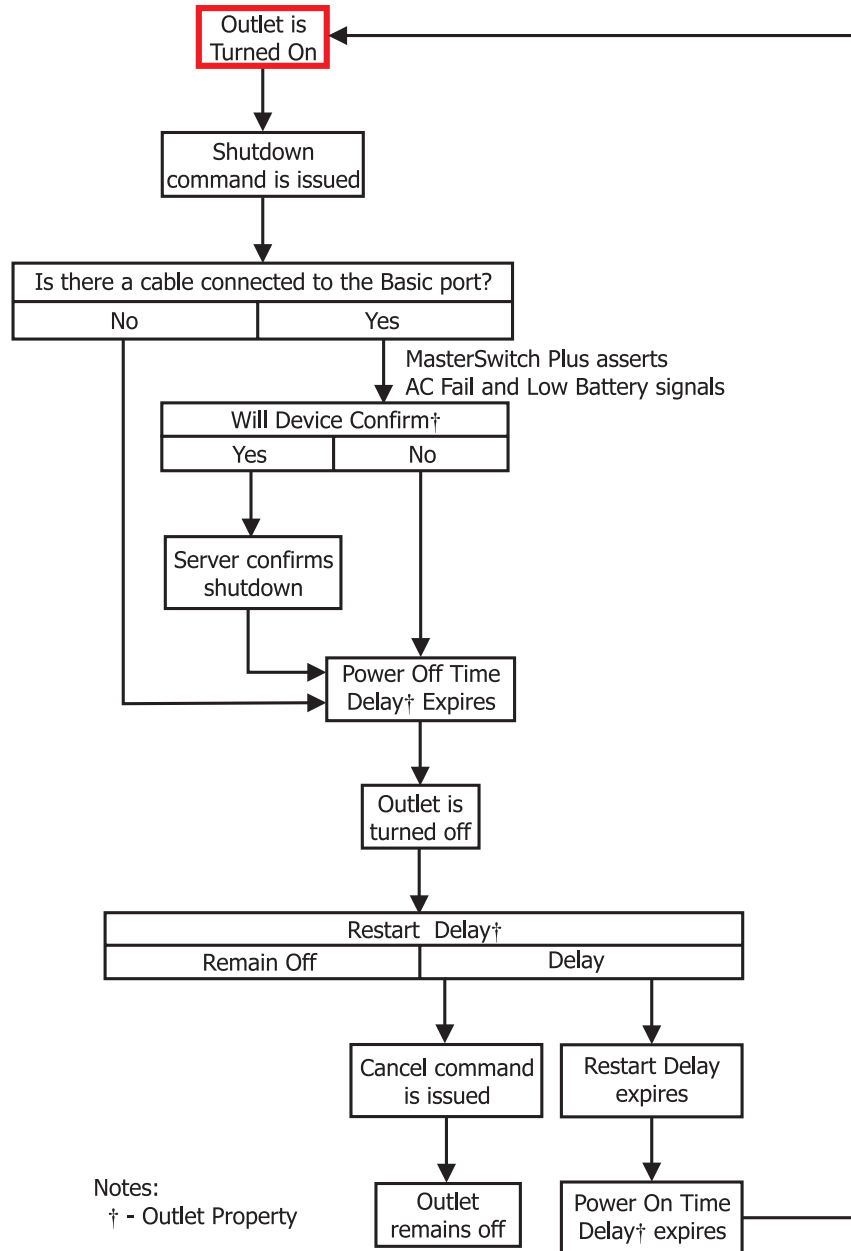 Outlet is
Turned On
Shutdown
command is issued
Is there a cable connected to the Basic port?
No
Yes
MasterSwitch Plus asserts
AC Fail and Low Battery signals
Will Device Confirm†
Yes
No
Server confirms
shutdown
Power Off Time
Delay† Expires
Outlet is
turned off
Restart Delay†
Remain Off
Delay
Cancel command
is issued
Restart Delay
expires
Outlet
remains off
Power On Time
Delay† expires
Notes:
† - Outlet Property